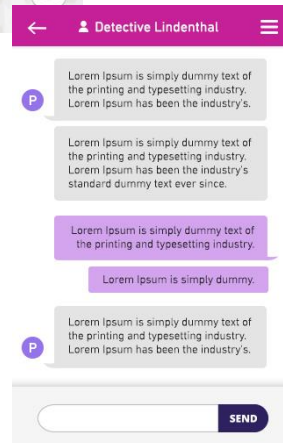 Detective Lindenthal
Lorem Ipsum is simply dummy text of
the printing and typesetting industry.
Lorem Ipsum has been the industry's.
P
Lorem Ipsum is simply dummy text of
the printing and typesetting industry.
Lorem Ipsum has been the industry's
standard dummy text ever since.
Lorem Ipsum is simply dummy text of
the printing and typesetting industry.
Lorem Ipsum is simply dummy.
Lorem Ipsum is simply dummy text of
the printing and typesetting industry.
Lorem Ipsum has been the industry's.
P
SEND